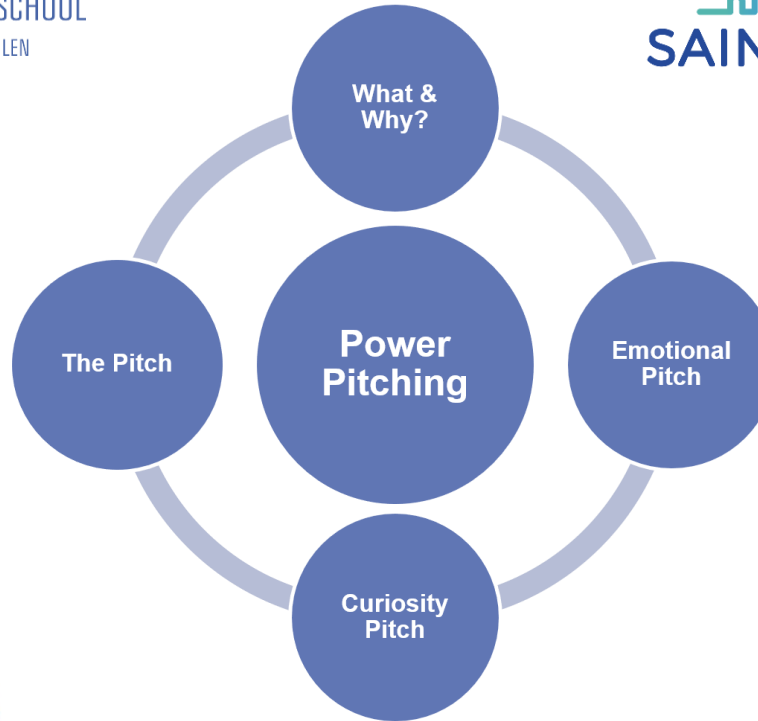 SCHOOL
LEN
SAIN
What &
Why?
The Pitch
Power
Pitching
Emotional
Pitch
Curiosity
Pitch